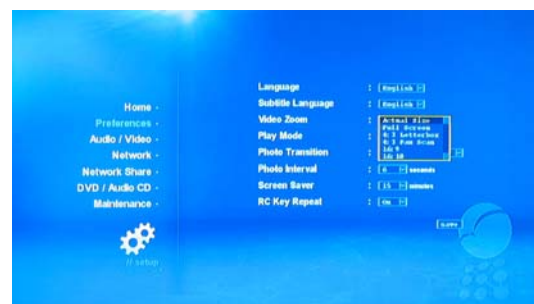 Home -
Preferences -
Audio / Video -
Network -
Network Share -
DVD / Audio CD -
Maintenance -
// setup
Language : English
Subtitle Language : English
Video Zoom :
Actual Size
Full Screen
4:3 Letterbox
4:3 Pan Scan
16:9
16:10
Play Mode :
Photo Transition :
Photo Interval : 6 seconds
Screen Saver : 15 minutes
RC Key Repeat : On
save